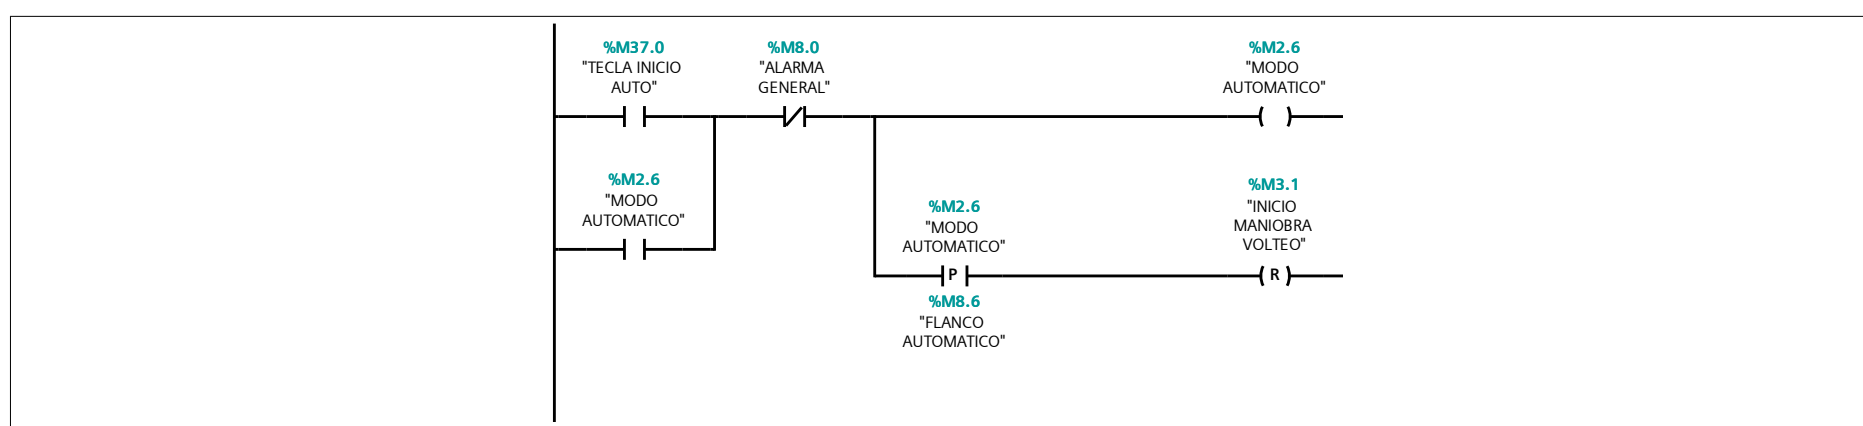 %M37.0
"TECLA INICIO
AUTO"
%M8.0
"ALARMA
GENERAL"
%M2.6
"MODO
AUTOMATICO"
%M2.6
"MODO
AUTOMATICO"
%M2.6
"MODO
AUTOMATICO"
P
%M8.6
"FLANCO
AUTOMATICO"
%M3.1
"INICIO
MANIOBRA
VOLTEO"
R